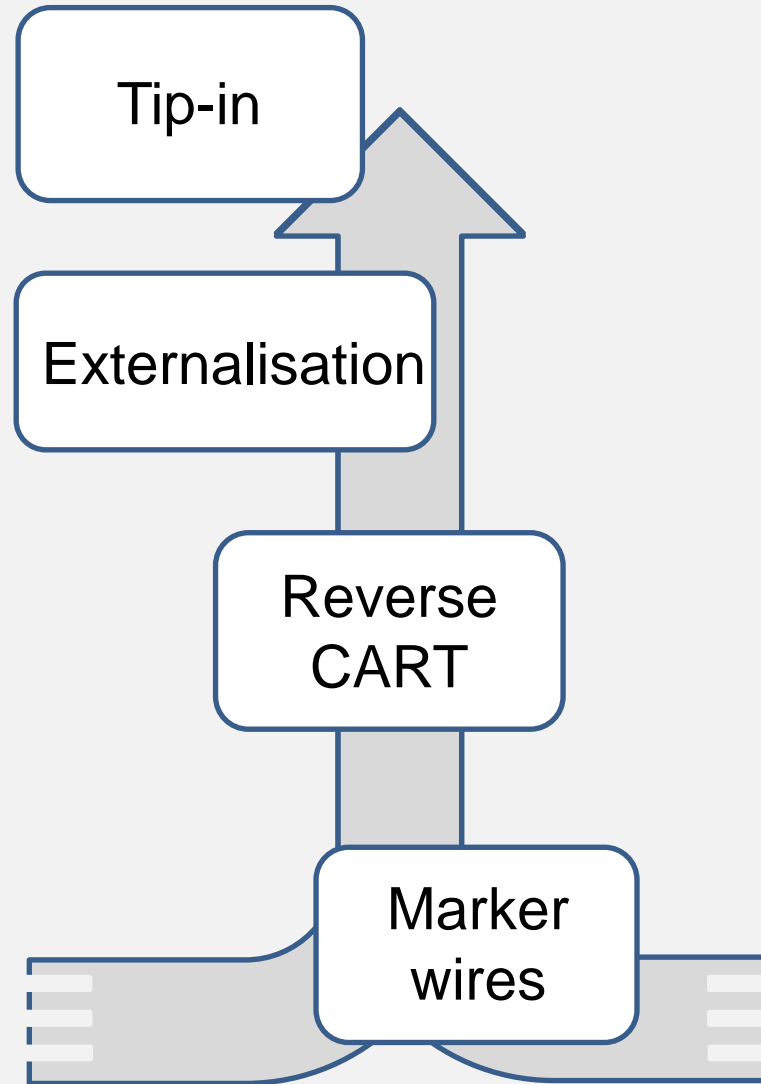 Tip-in
Externalisation
Reverse
CART
Marker
wires